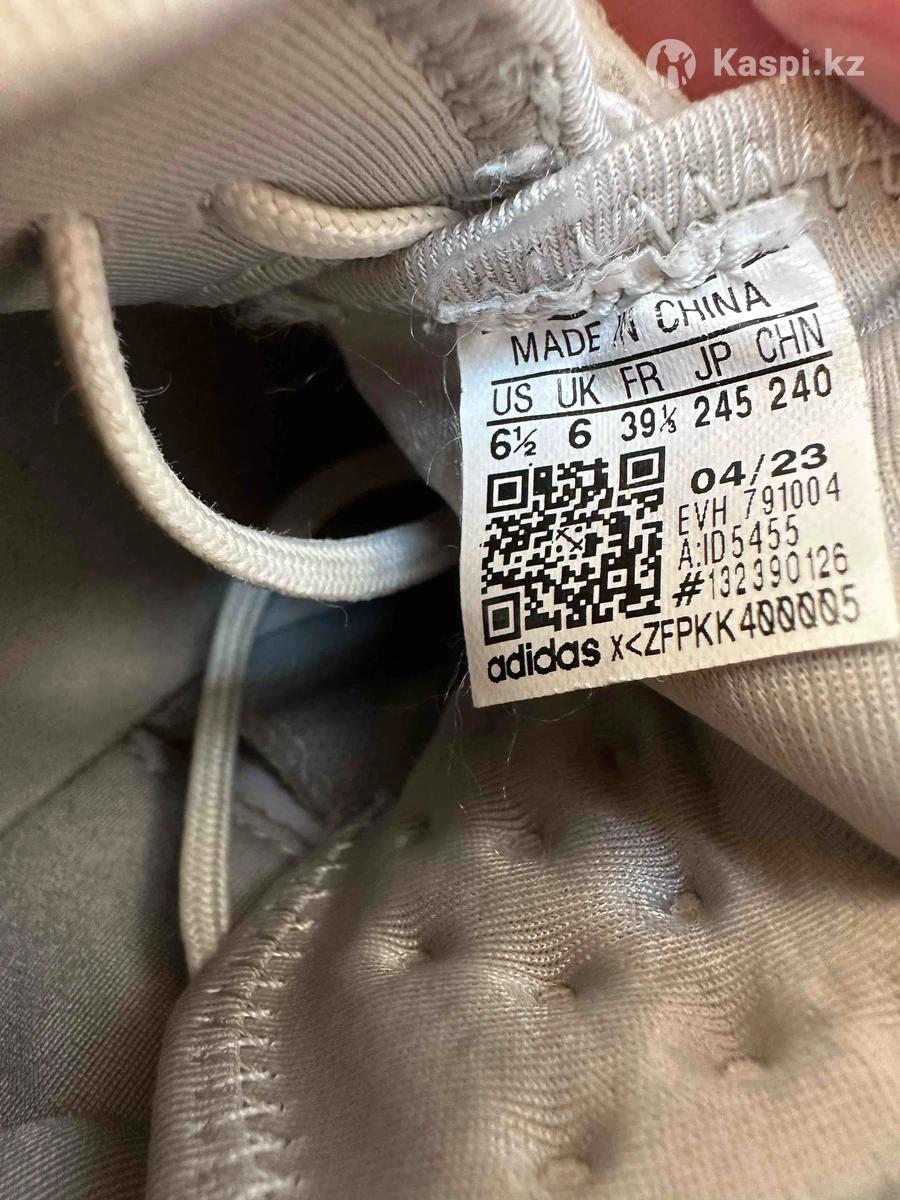 Kaspi.kz
MADE IN CHINA
US UK FR JP CHN
6½ 6 39⅓ 245 240
04/23
EVH 791004
A:ID5455
#132390126
adidas X<ZFPKK400005